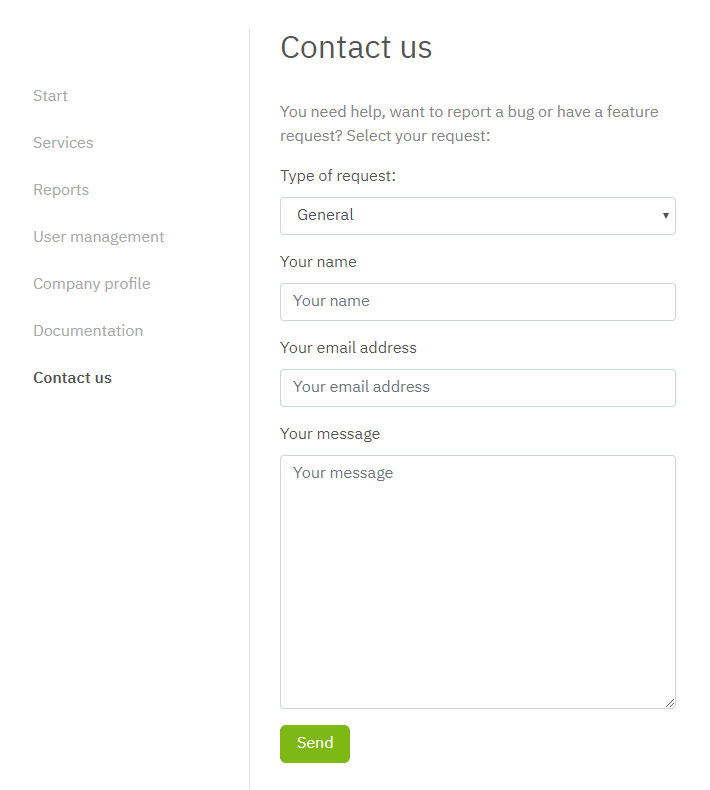 Contact us
Start
Services
Reports
User management
Company profile
Documentation
Contact us
You need help, want to report a bug or have a feature
request? Select your request:
Type of request:
General
Your name
Your name
Your email address
Your email address
Your message
Your message
Send